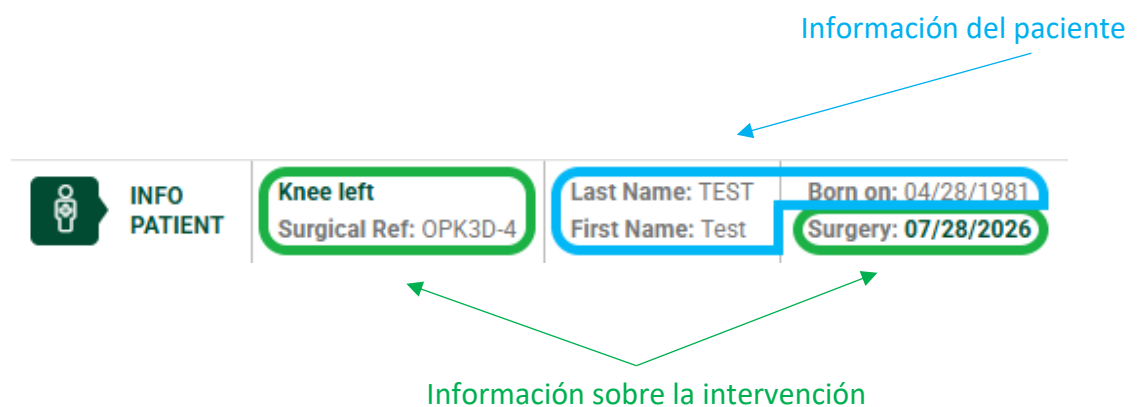 Información del paciente
INFO
PATIENT
Knee left
Surgical Ref: OPK3D-4
Last Name: TEST
First Name: Test
Born on: 04/28/1981
Surgery: 07/28/2026
Información sobre la intervención